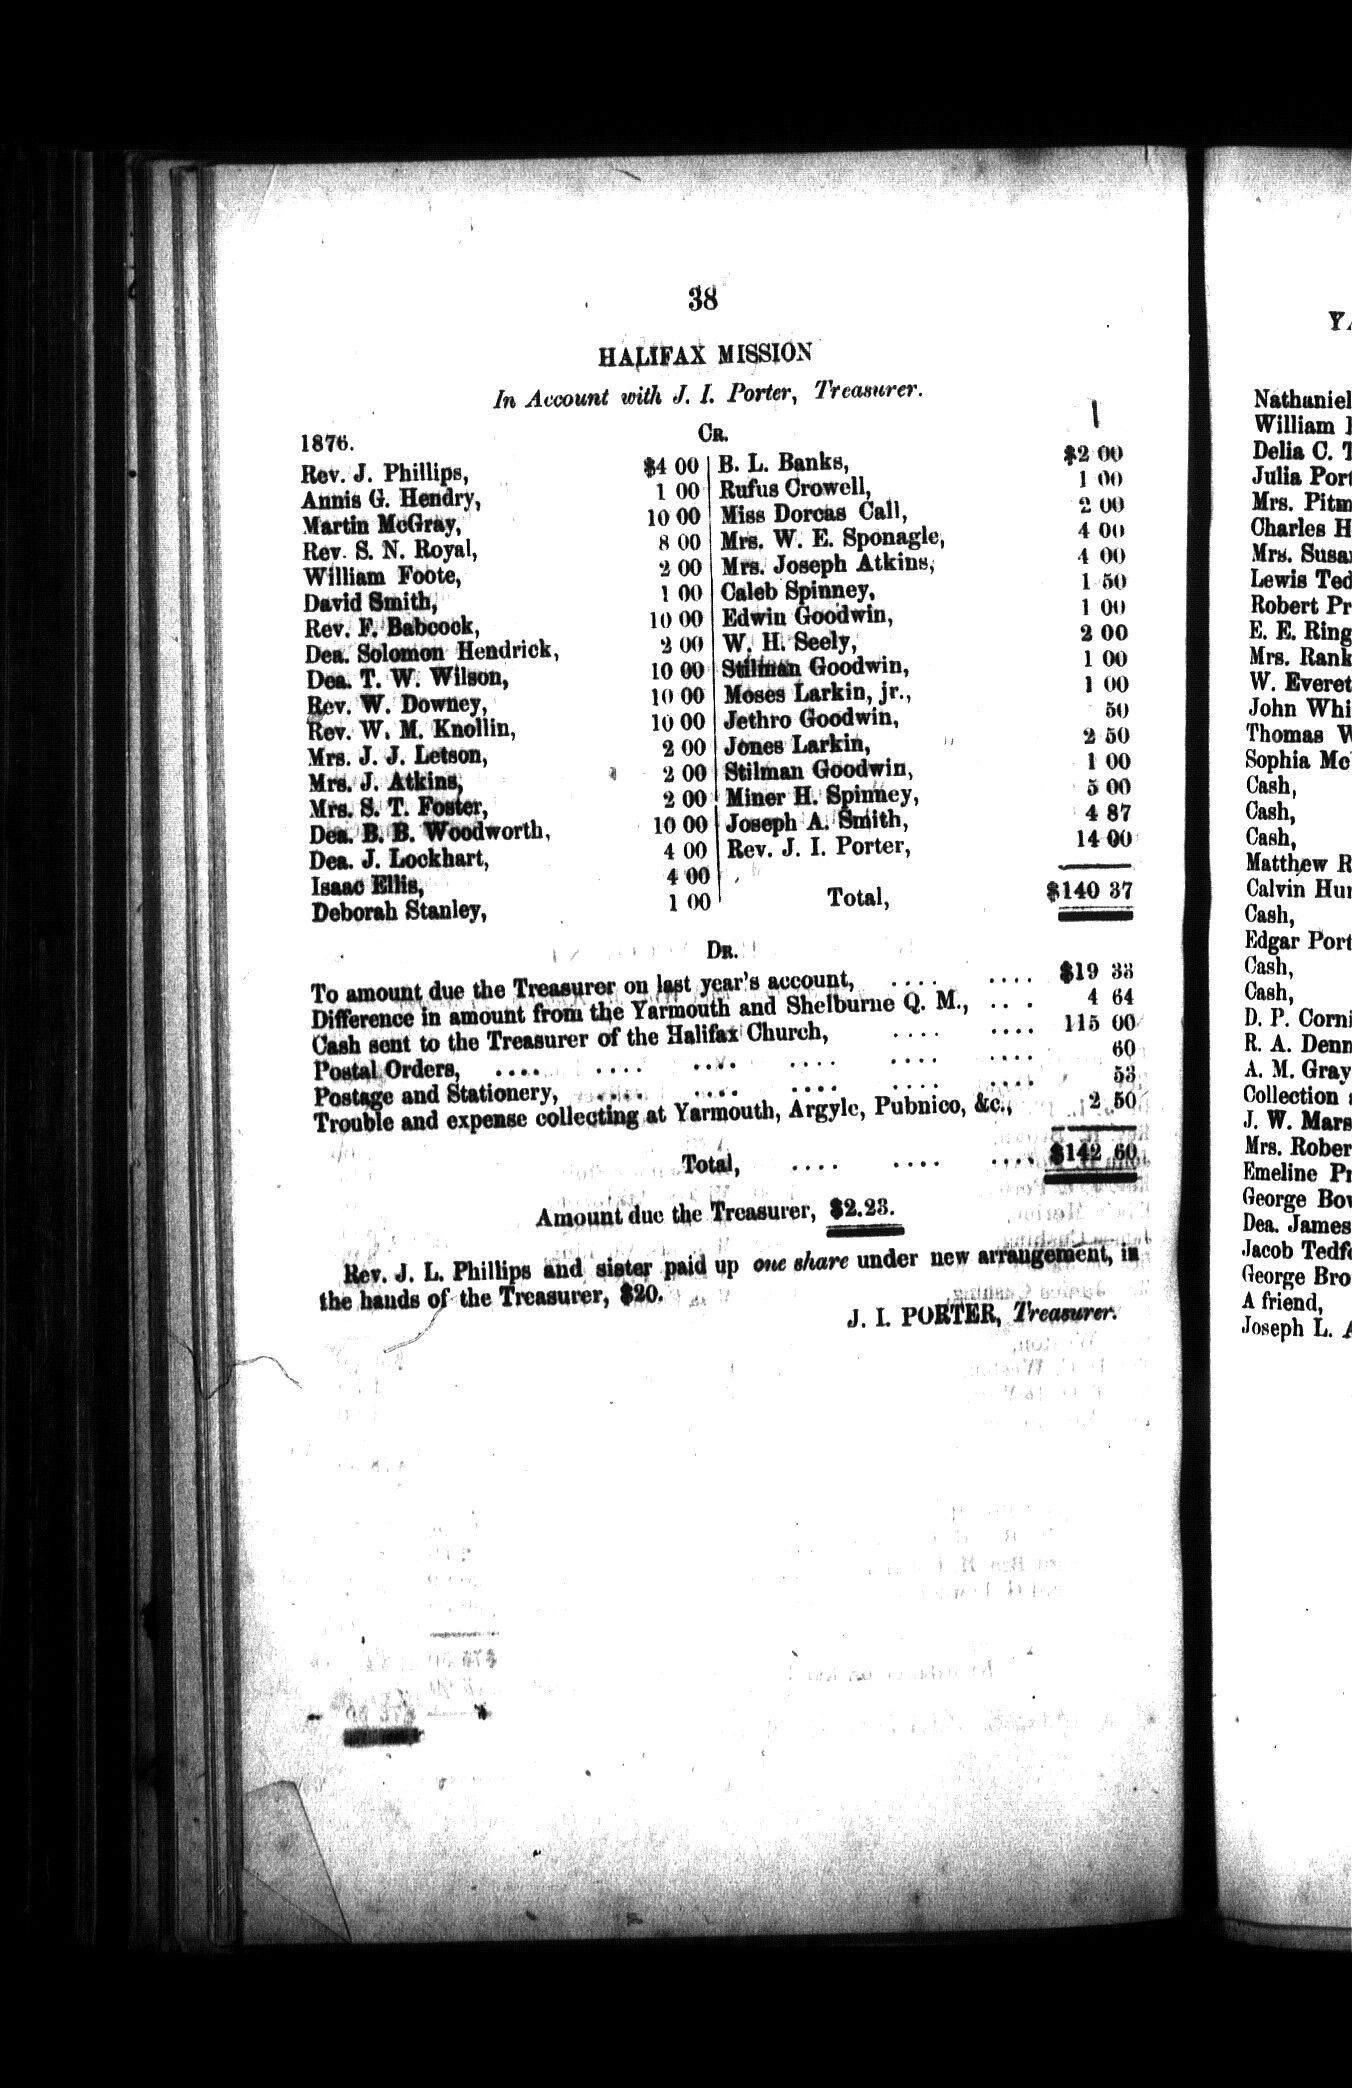 38
HALIFAX MISSION
In Account with J. I. Porter, Treasurer.
1876.
CR.
Rev. J. Phillips, $4 00
Annis G. Hendry, 1 00
Martin McGray, 10 00
Rev. S. N. Royal, 8 00
William Foote, 2 00
David Smith, 1 00
Rev. F. Babcock, 10 00
Dea. Solomon Hendrick, 2 00
Dea. T. W. Wilson, 10 00
Rev. W. Downey, 10 00
Rev. W. M. Knollin, 10 00
Mrs. J. J. Letson, 2 00
Mrs. J. Atkins, 2 00
Mrs. S. T. Foster, 2 00
Dea. B. B. Woodworth, 10 00
Dea. J. Lockhart, 4 00
Isaac Ellis, 4 00
Deborah Stanley, 1 00
B. L. Banks, $2 00
Rufus Crowell, 1 00
Miss Dorcas Call, 2 00
Mrs. W. E. Sponagle, 4 00
Mrs. Joseph Atkins, 4 00
Caleb Spinney, 1 50
Edwin Goodwin, 1 00
W. H. Seely, 2 00
Stilman Goodwin, 1 00
Moses Larkin, jr., 1 00
Jethro Goodwin, 50
Jones Larkin, 2 50
Stilman Goodwin, 1 00
Miner H. Spinney, 5 00
Joseph A. Smith, 4 87
Rev. J. I. Porter, 14 00
Total, $140 37
DR.
To amount due the Treasurer on last year's account, .... .... $19 33
Difference in amount from the Yarmouth and Shelburne Q. M., ... 4 64
Cash sent to the Treasurer of the Halifax Church, .... .... 115 00
Postal Orders, .... .... .... .... .... .... 60
Postage and Stationery, .... .... .... .... .... 53
Trouble and expense collecting at Yarmouth, Argyle, Pubnico, &c., 2 50
Total, .... .... .... $142 60
Amount due the Treasurer, $2.23.
Rev. J. L. Phillips and sister paid up one share under new arrangement, in
the hands of the Treasurer, $20.
J. I. PORTER, Treasurer.
YA
Nathaniel
William
Delia C. T
Julia Port
Mrs. Pitm
Charles H
Mrs. Susa
Lewis Ted
Robert Pr
E. E. Ring
Mrs. Rank
W. Everet
John Whi
Thomas W
Sophia Mc
Cash,
Cash,
Cash,
Matthew R
Calvin Hu
Cash,
Edgar Port
Cash,
Cash,
D. P. Corni
R. A. Denn
A. M. Gray
Collection
J. W. Mars
Mrs. Rober
Emeline Pr
George Bow
Dea. James
Jacob Tedf
George Bro
A friend,
Joseph L. A